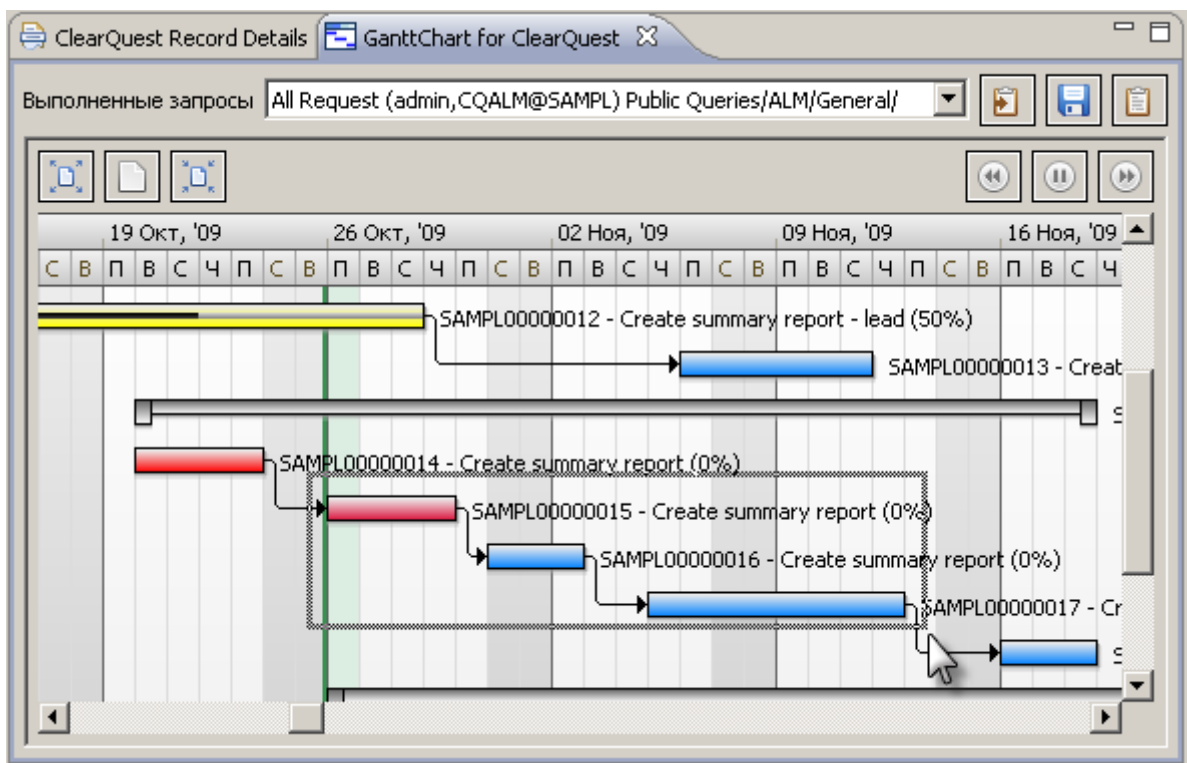 ClearQuest Record Details GanttChart for ClearQuest
Выполненные запросы All Request (admin,CQALM@SAMPL) Public Queries/ALM/General/
19 Окт, '09 26 Окт, '09 02 Ноя, '09 09 Ноя, '09 16 Ноя, '09
С В П В С Ч П С В П В С Ч П С В П В С Ч П С В П В С Ч П С В П В С Ч
SAMPL00000012 - Create summary report - lead (50%)
SAMPL00000013 - Creat
S
SAMPL00000014 - Create summary report (0%)
SAMPL00000015 - Create summary report (0%)
SAMPL00000016 - Create summary report (0%)
SAMPL00000017 - Cr
S